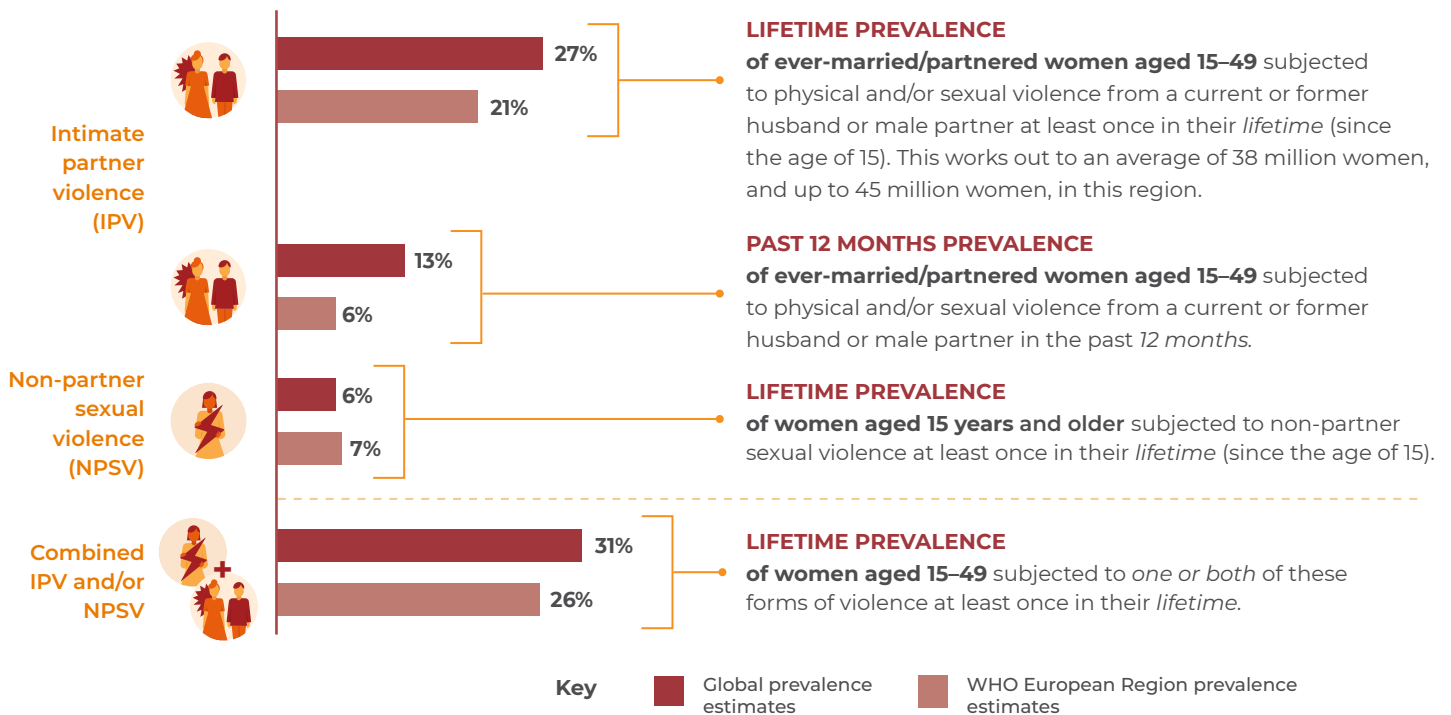 Intimate
partner
violence
(IPV)
27%
21%
LIFETIME PREVALENCE
of ever-married/partnered women aged 15–49 subjected
to physical and/or sexual violence from a current or former
husband or male partner at least once in their lifetime (since
the age of 15). This works out to an average of 38 million women,
and up to 45 million women, in this region.
13%
6%
PAST 12 MONTHS PREVALENCE
of ever-married/partnered women aged 15–49 subjected
to physical and/or sexual violence from a current or former
husband or male partner in the past 12 months.
Non-partner
sexual
violence
(NPSV)
6%
7%
LIFETIME PREVALENCE
of women aged 15 years and older subjected to non-partner
sexual violence at least once in their lifetime (since the age of 15).
Combined
IPV and/or
NPSV
+
31%
26%
LIFETIME PREVALENCE
of women aged 15–49 subjected to one or both of these
forms of violence at least once in their lifetime.
Key
Global prevalence
estimates
WHO European Region prevalence
estimates